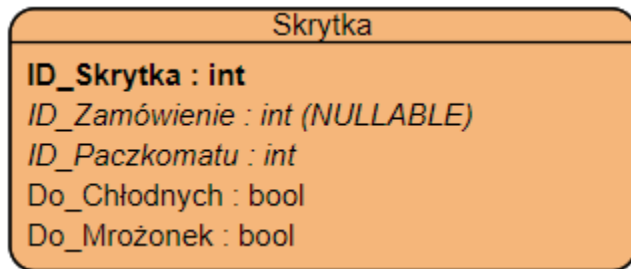 Skrytka
ID_Skrytka : int
ID_Zamówienie : int (NULLABLE)
ID_Paczkomatu : int
Do_Chłodnych : bool
Do_Mrożonek : bool